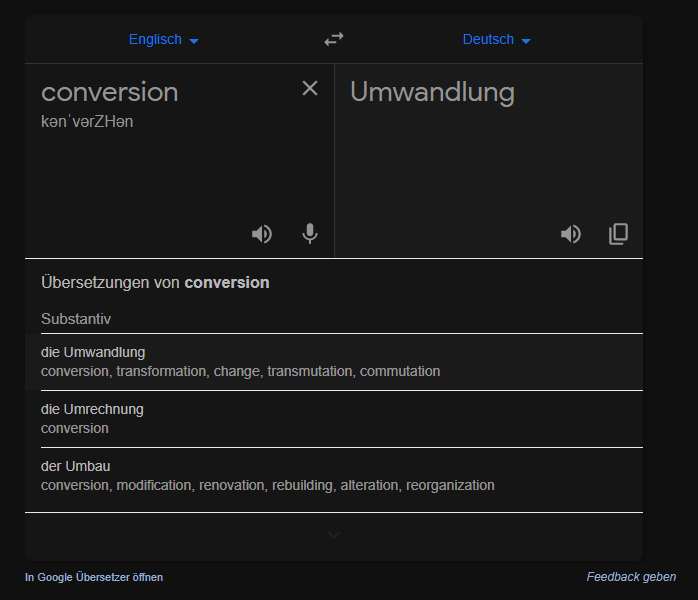 Englisch Deutsch
conversion
kənˈvərZHən
Umwandlung
Übersetzungen von conversion
Substantiv
die Umwandlung
conversion, transformation, change, transmutation, commutation
die Umrechnung
conversion
der Umbau
conversion, modification, renovation, rebuilding, alteration, reorganization
In Google Übersetzer öffnen Feedback geben